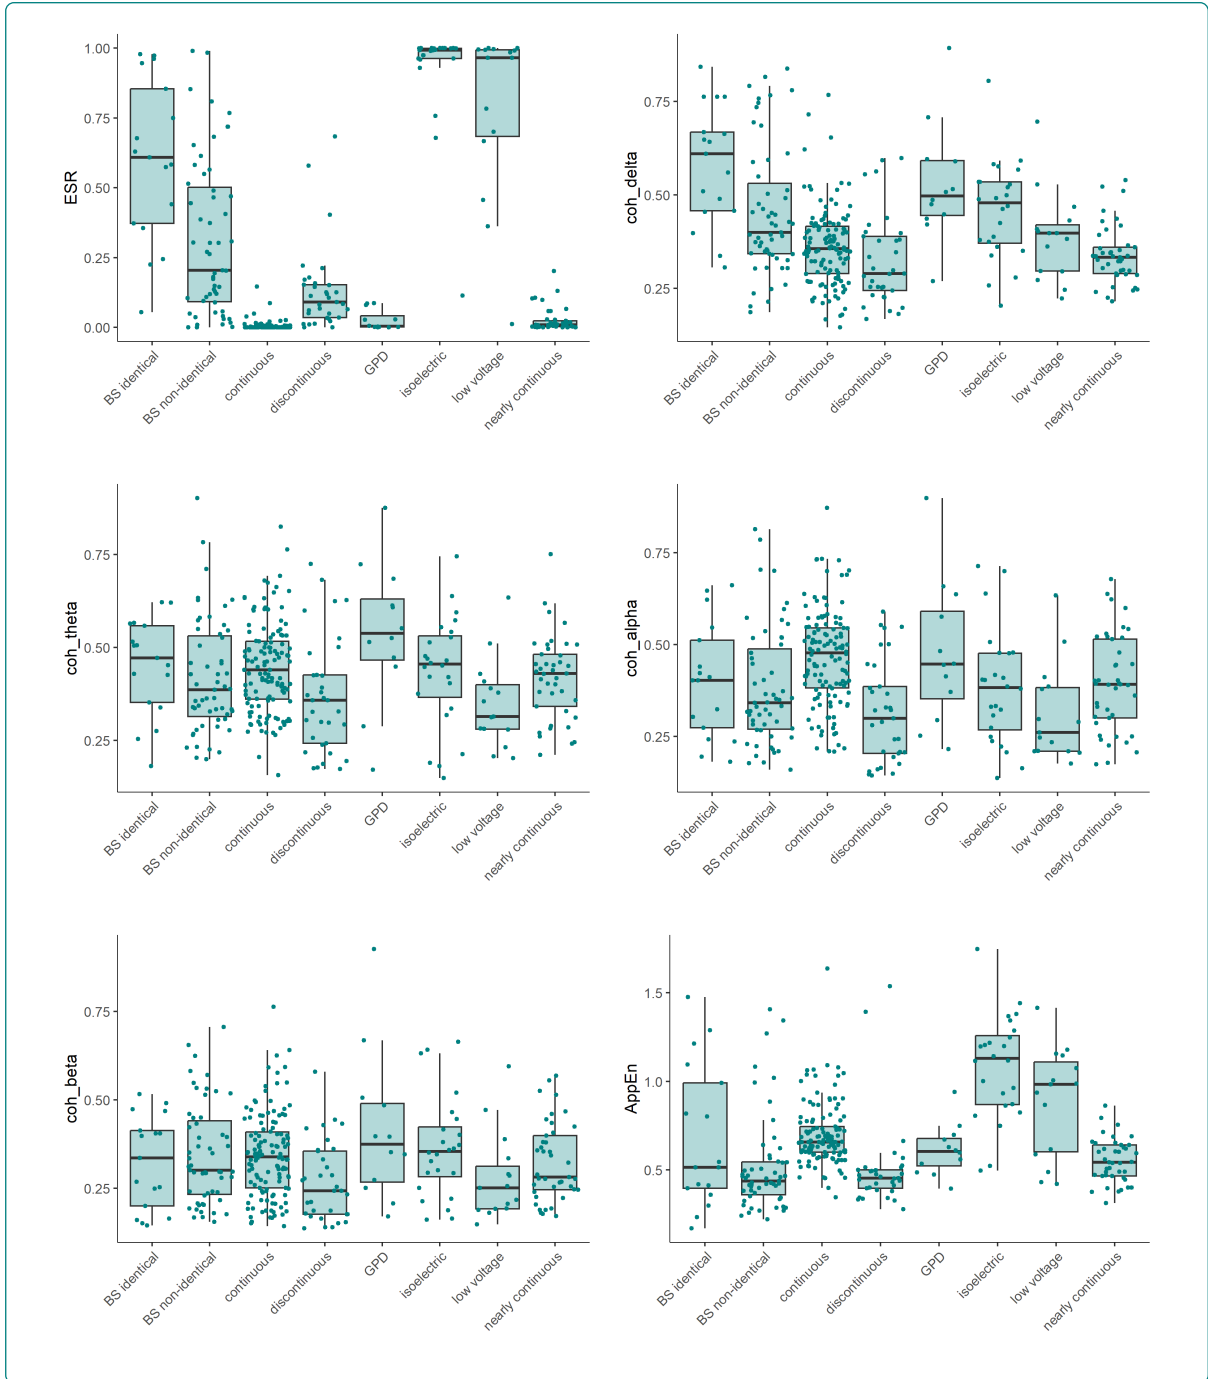 ESR
1.00
0.75
0.50
0.25
0.00
BS identical
BS non-identical
continuous
discontinuous
GPD
isoelectric
low voltage
nearly continuous
coh_delta
0.75
0.50
0.25
BS identical
BS non-identical
continuous
discontinuous
GPD
isoelectric
low voltage
nearly continuous
coh_theta
0.75
0.50
0.25
BS identical
BS non-identical
continuous
discontinuous
GPD
isoelectric
low voltage
nearly continuous
coh_alpha
0.75
0.50
0.25
BS identical
BS non-identical
continuous
discontinuous
GPD
isoelectric
low voltage
nearly continuous
coh_beta
0.75
0.50
0.25
BS identical
BS non-identical
continuous
discontinuous
GPD
isoelectric
low voltage
nearly continuous
AppEn
1.5
1.0
0.5
BS identical
BS non-identical
continuous
discontinuous
GPD
isoelectric
low voltage
nearly continuous